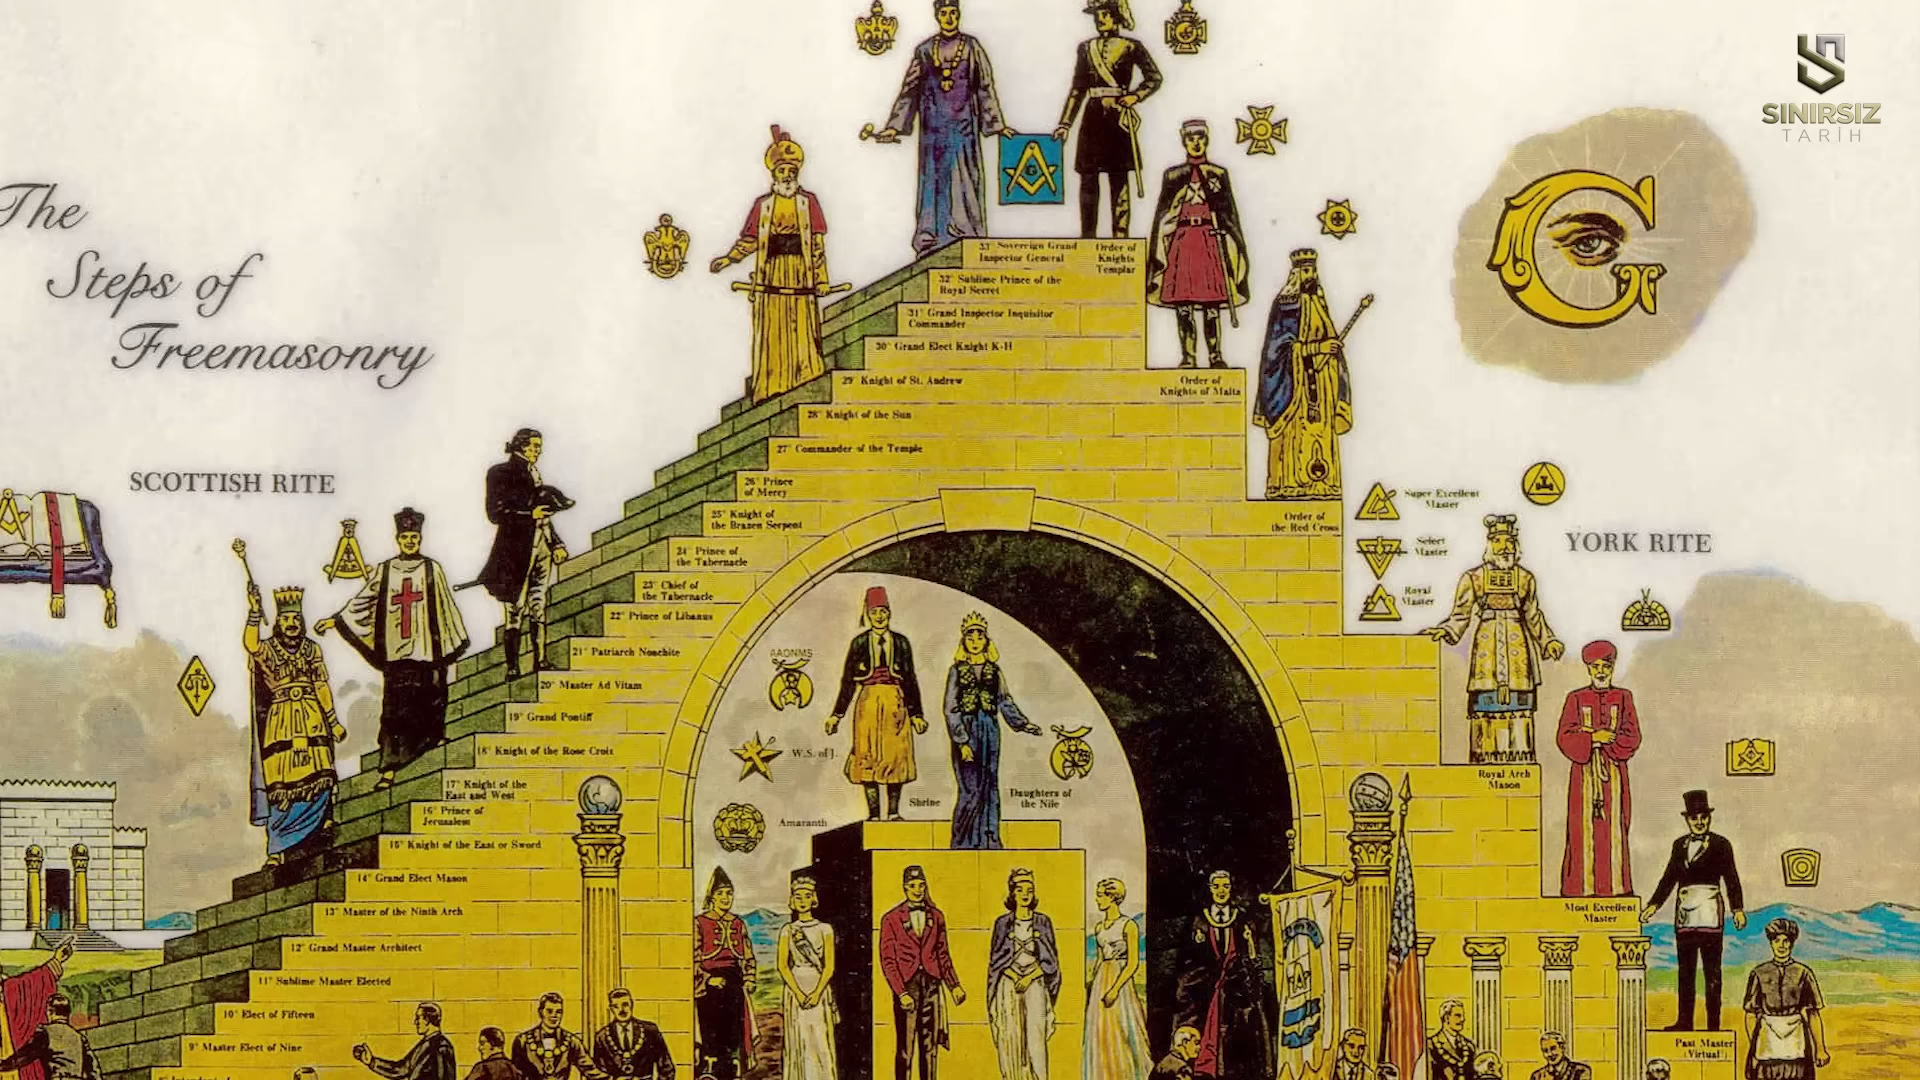 SINIRSIZ
TARİH
The
Steps of
Freemasonry
SCOTTISH RITE
YORK RITE
33° Sovereign Grand
Inspector General
Order of
Knights
Templar
32° Sublime Prince of the
Royal Secret
31° Grand Inspector Inquisitor
Commander
30° Grand Elect Knight K-H
29° Knight of St. Andrew
28° Knight of the Sun
27° Commander of the Temple
26° Prince
of Mercy
25° Knight of
the Brazen Serpent
24° Prince of
the Tabernacle
23° Chief of
the Tabernacle
22° Prince of Libanus
21° Patriarch Noachite
20° Master Ad Vitam
19° Grand Pontiff
18° Knight of the Rose Croix
17° Knight of the
East and West
16° Prince of
Jerusalem
15° Knight of the East or Sword
14° Grand Elect Mason
13° Master of the Ninth Arch
12° Grand Master Architect
11° Sublime Master Elected
10° Elect of Fifteen
9° Master Elect of Nine
Order of
Knights of Malta
Order of
the Red Cross
Super Excellent
Master
Select
Master
Royal
Master
Royal Arch
Mason
Most Excellent
Master
Past Master
(Virtual)
AAONMS
W.S. of J.
Amaranth
Shrine
Daughters of
the Nile
G
G